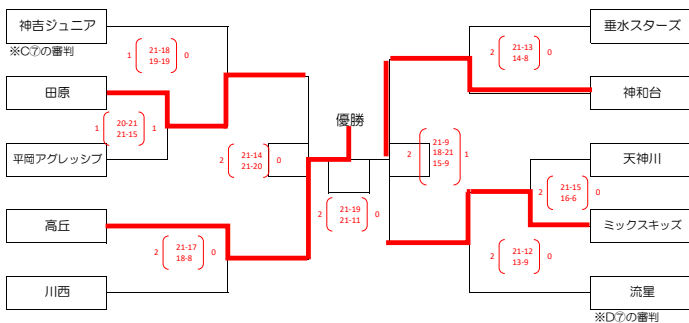 神吉ジュニア
※C⑦の審判
1 21-18 0
19-19
田原
1 20-21 1
21-15
平岡アグレッシブ
高丘
2 21-17 0
18-8
川西
2 21-14 0
21-20
優勝
2 21-19 0
21-11
2 21-9 1
18-21
15-9
垂水スターズ
2 21-13 0
14-8
神和台
天神川
2 21-15 0
16-6
ミックスキッズ
2 21-12 0
13-9
流星
※D⑦の審判